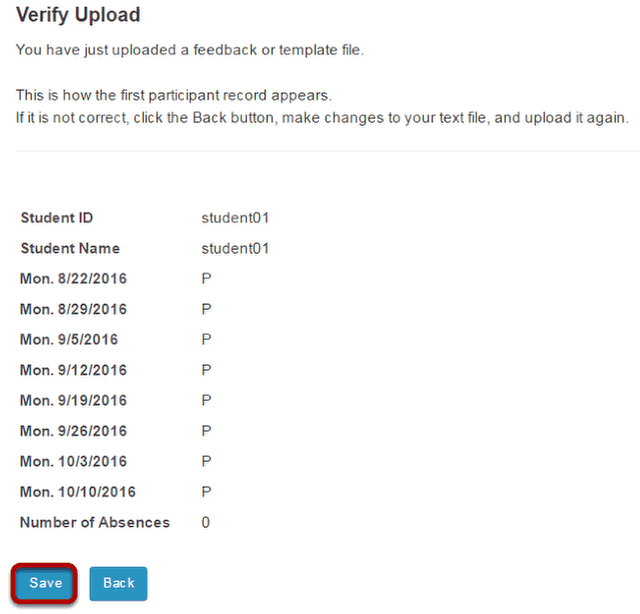 Verify Upload
You have just uploaded a feedback or template file.
This is how the first participant record appears.
If it is not correct, click the Back button, make changes to your text file, and upload it again.
Student ID student01
Student Name student01
Mon. 8/22/2016 P
Mon. 8/29/2016 P
Mon. 9/5/2016 P
Mon. 9/12/2016 P
Mon. 9/19/2016 P
Mon. 9/26/2016 P
Mon. 10/3/2016 P
Mon. 10/10/2016 P
Number of Absences 0
Save Back